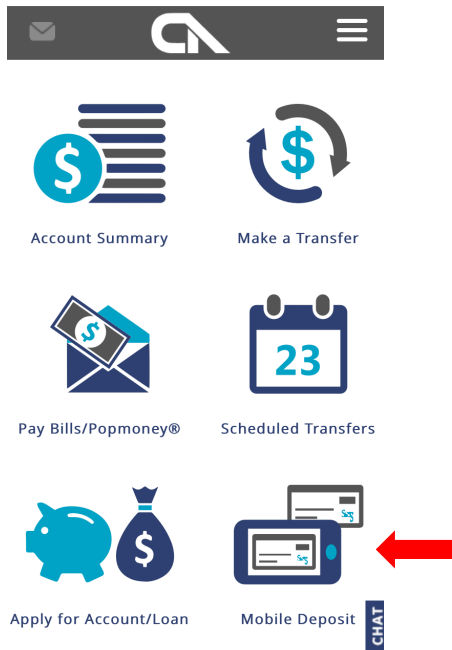 $
$
Account Summary
Make a Transfer
$
23
Pay Bills/Popmoney®
Scheduled Transfers
$
Apply for Account/Loan
Mobile Deposit
CHAT